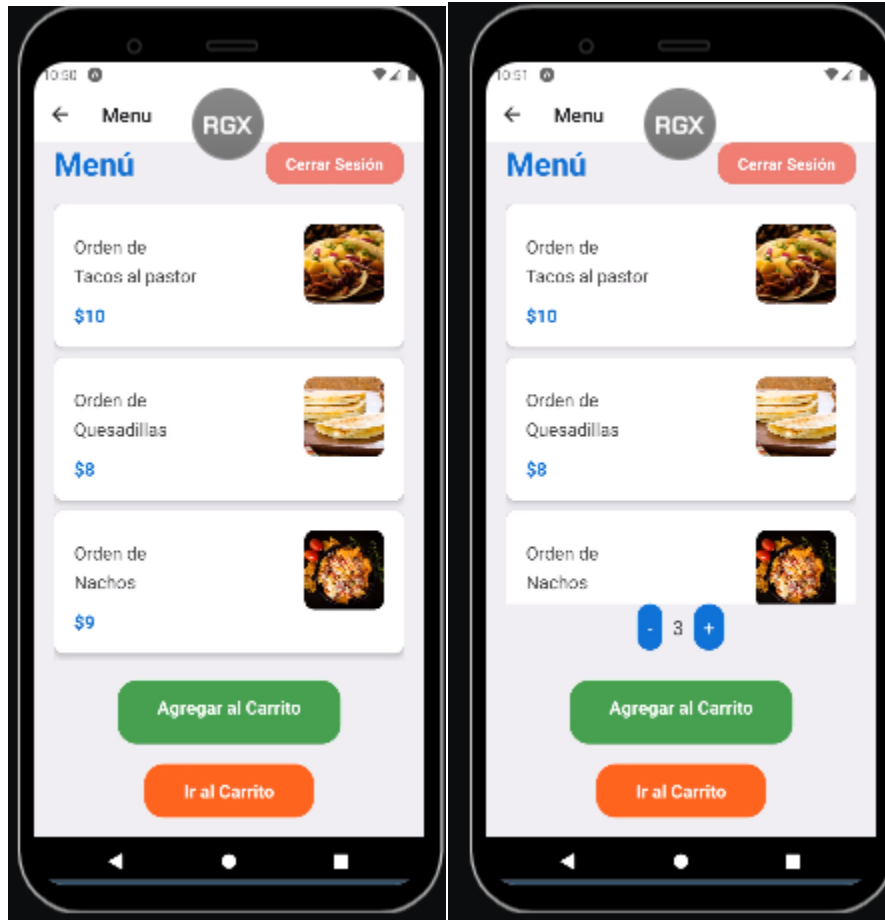 10:50
Menu
RGX
Menú
Cerrar Sesión
Orden de
Tacos al pastor
$10
Orden de
Quesadillas
$8
Orden de
Nachos
$9
Agregar al Carrito
Ir al Carrito
10:51
Menu
RGX
Menú
Cerrar Sesión
Orden de
Tacos al pastor
$10
Orden de
Quesadillas
$8
Orden de
Nachos
- 3 +
Agregar al Carrito
Ir al Carrito